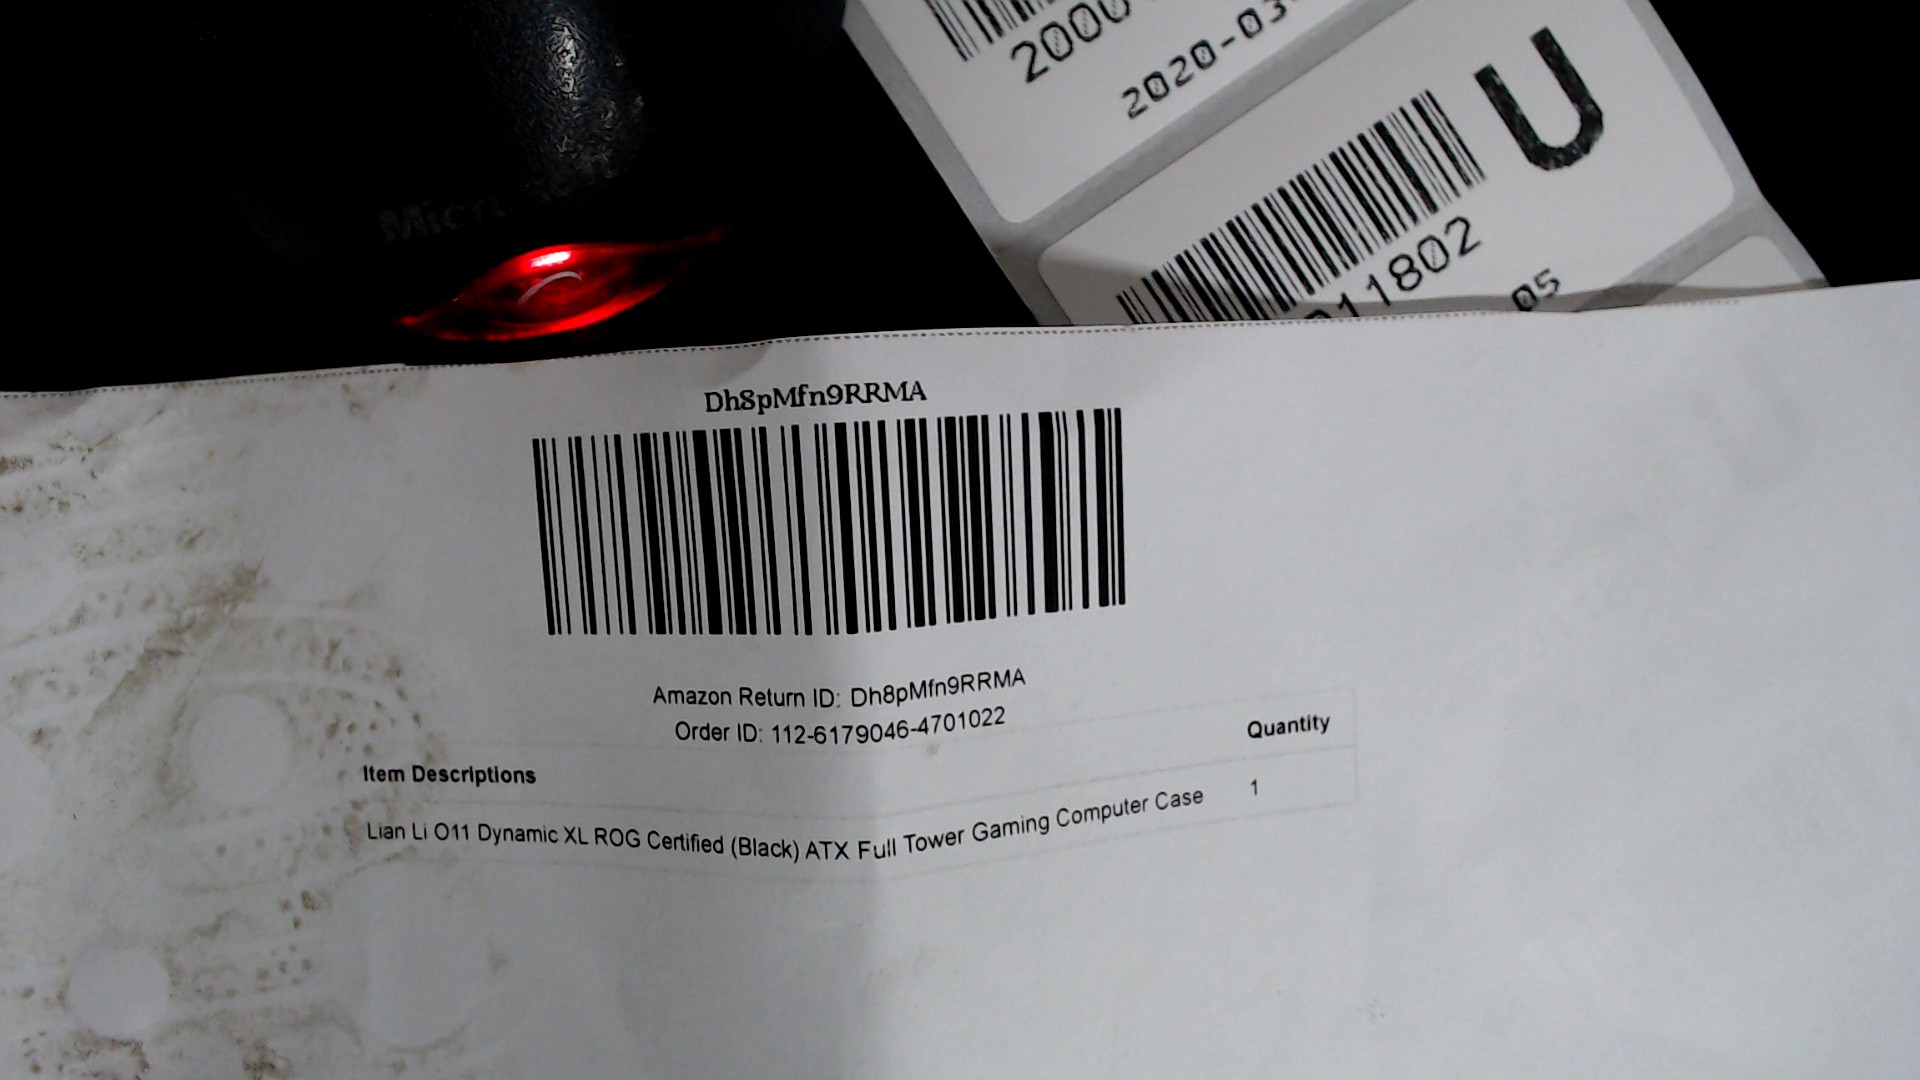 2020-03
U
11802
05
Dh8pMfn9RRMA
Amazon Return ID: Dh8pMfn9RRMA
Order ID: 112-6179046-4701022
Item Descriptions Quantity
Lian Li O11 Dynamic XL ROG Certified (Black) ATX Full Tower Gaming Computer Case 1